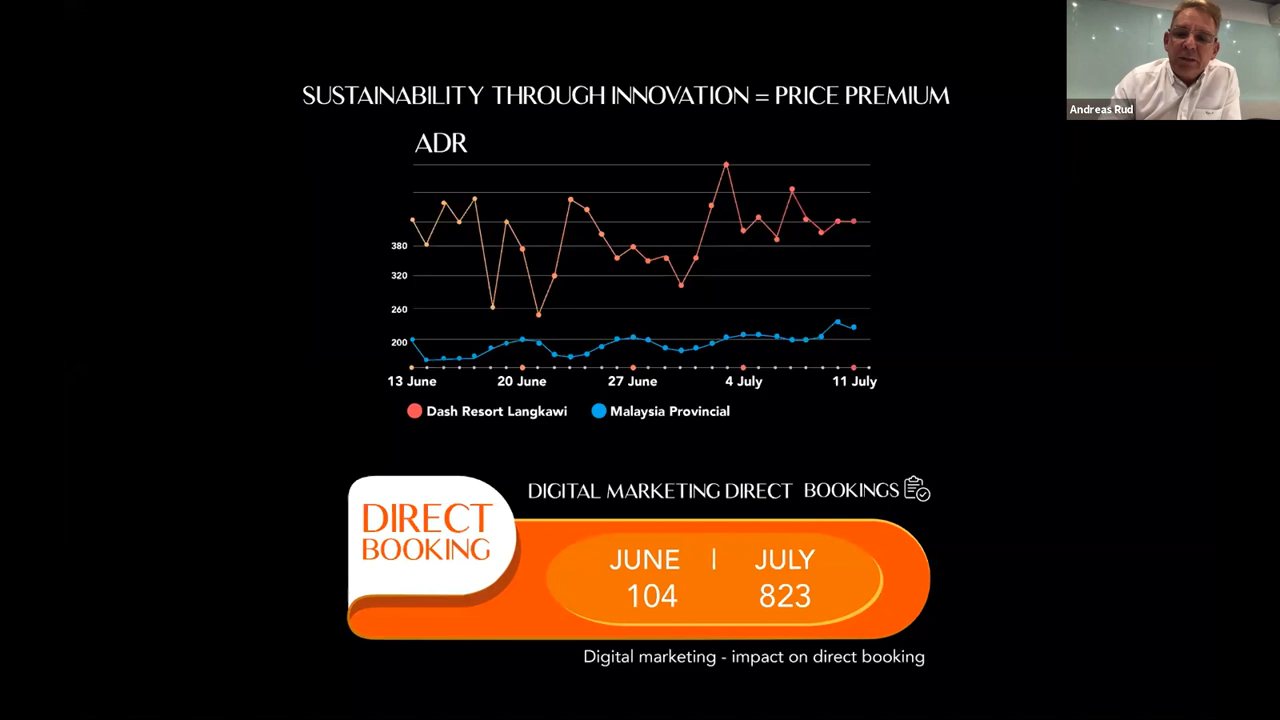 SUSTAINABILITY THROUGH INNOVATION = PRICE PREMIUM
Andreas Rud
ADR
380
320
260
200
13 June 20 June 27 June 4 July 11 July
Dash Resort Langkawi Malaysia Provincial
DIGITAL MARKETING DIRECT BOOKINGS
DIRECT
BOOKING
JUNE | JULY
104 823
Digital marketing - impact on direct booking